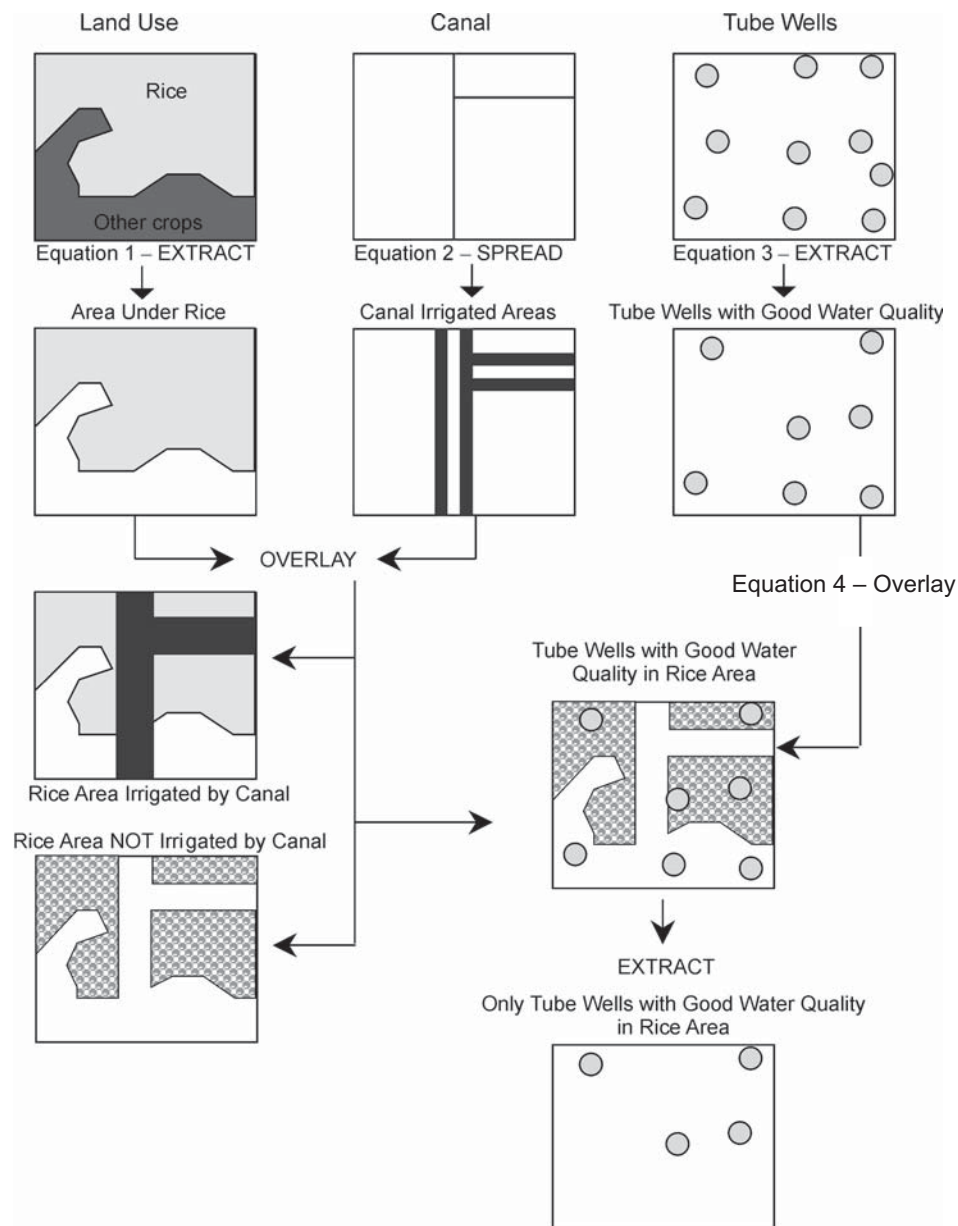 Land Use
Canal
Tube Wells
Rice
Other crops
Equation 1 – EXTRACT
Equation 2 – SPREAD
Equation 3 – EXTRACT
Area Under Rice
Canal Irrigated Areas
Tube Wells with Good Water Quality
OVERLAY
Equation 4 – Overlay
Rice Area Irrigated by Canal
Rice Area NOT Irrigated by Canal
Tube Wells with Good Water
Quality in Rice Area
EXTRACT
Only Tube Wells with Good Water Quality
in Rice Area